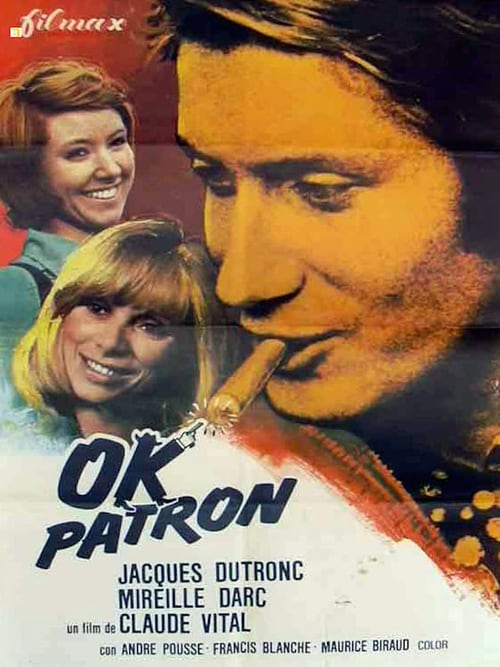 filmax
OK
PATRON
JACQUES DUTRONC
MIREILLE DARC
un film de CLAUDE VITAL
con ANDRE POUSSE - FRANCIS BLANCHE - MAURICE BIRAUD COLOR